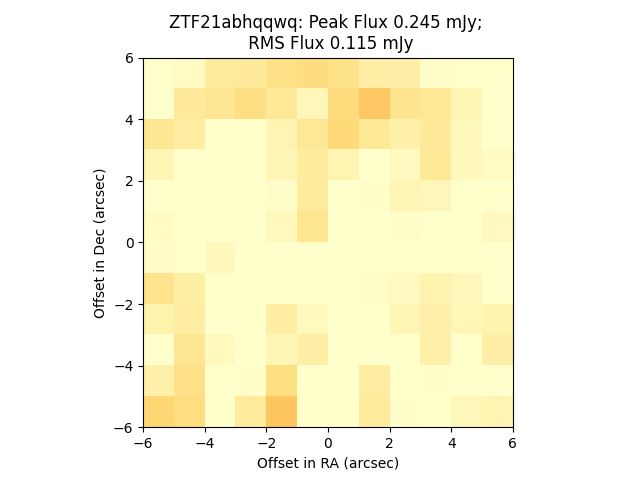 ZTF21abhqqwq: Peak Flux 0.245 mJy;
RMS Flux 0.115 mJy
6
4
2
0
−2
−4
−6
Offset in Dec (arcsec)
−6 −4 −2 0 2 4 6
Offset in RA (arcsec)